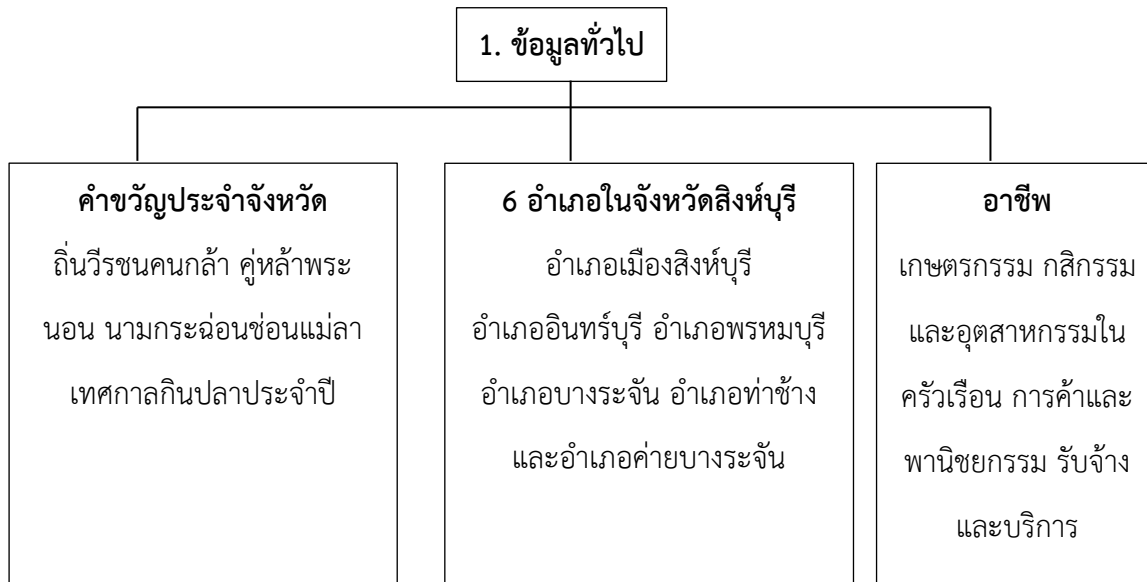 1. ข้อมูลทั่วไป
คำขวัญประจำจังหวัด
ถิ่นวีรชนคนกล้า คู่หล้าพระ
นอน นามกระฉ่อนช่อนแม่ลา
เทศกาลกินปลาประจำปี
6 อำเภอในจังหวัดสิงห์บุรี
อำเภอเมืองสิงห์บุรี
อำเภออินทร์บุรี อำเภอพรหมบุรี
อำเภอบางระจัน อำเภอท่าช้าง
และอำเภอค่ายบางระจัน
อาชีพ
เกษตรกรรม กสิกรรม
และอุตสาหกรรมใน
ครัวเรือน การค้าและ
พานิชยกรรม รับจ้าง
และบริการ